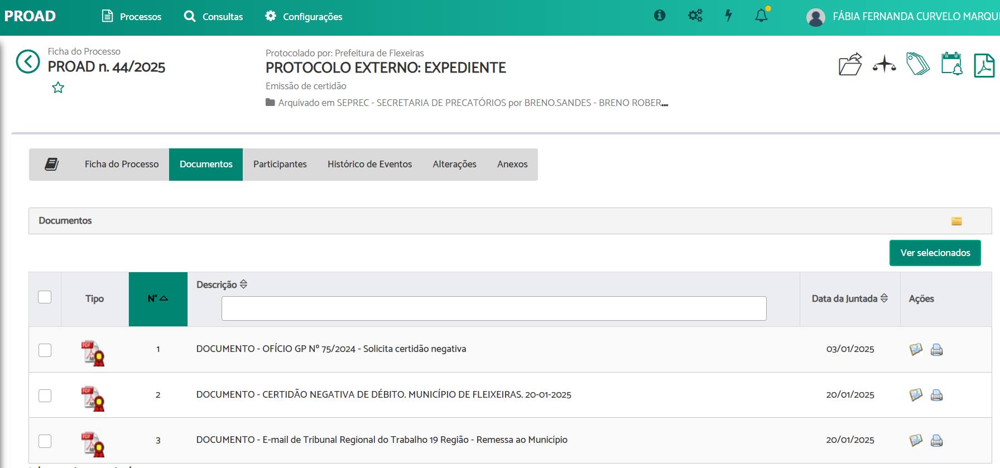 PROAD Processos Consultas Configurações FÁBIA FERNANDA CURVELO MARQU
Ficha do Processo
PROAD n. 44/2025
Protocolado por: Prefeitura de Flexeiras
PROTOCOLO EXTERNO: EXPEDIENTE
Emissão de certidão
Arquivado em SEPREC - SECRETARIA DE PRECATÓRIOS por BRENO.SANDES - BRENO ROBER...
Ficha do Processo Documentos Participantes Histórico de Eventos Alterações Anexos
Documentos
Ver selecionados
Tipo N° Descrição Data da Juntada Ações
1 DOCUMENTO - OFÍCIO GP Nº 75/2024 - Solicita certidão negativa 03/01/2025
2 DOCUMENTO - CERTIDÃO NEGATIVA DE DÉBITO. MUNICÍPIO DE FLEIXEIRAS. 20-01-2025 20/01/2025
3 DOCUMENTO - E-mail de Tribunal Regional do Trabalho 19 Região - Remessa ao Município 20/01/2025